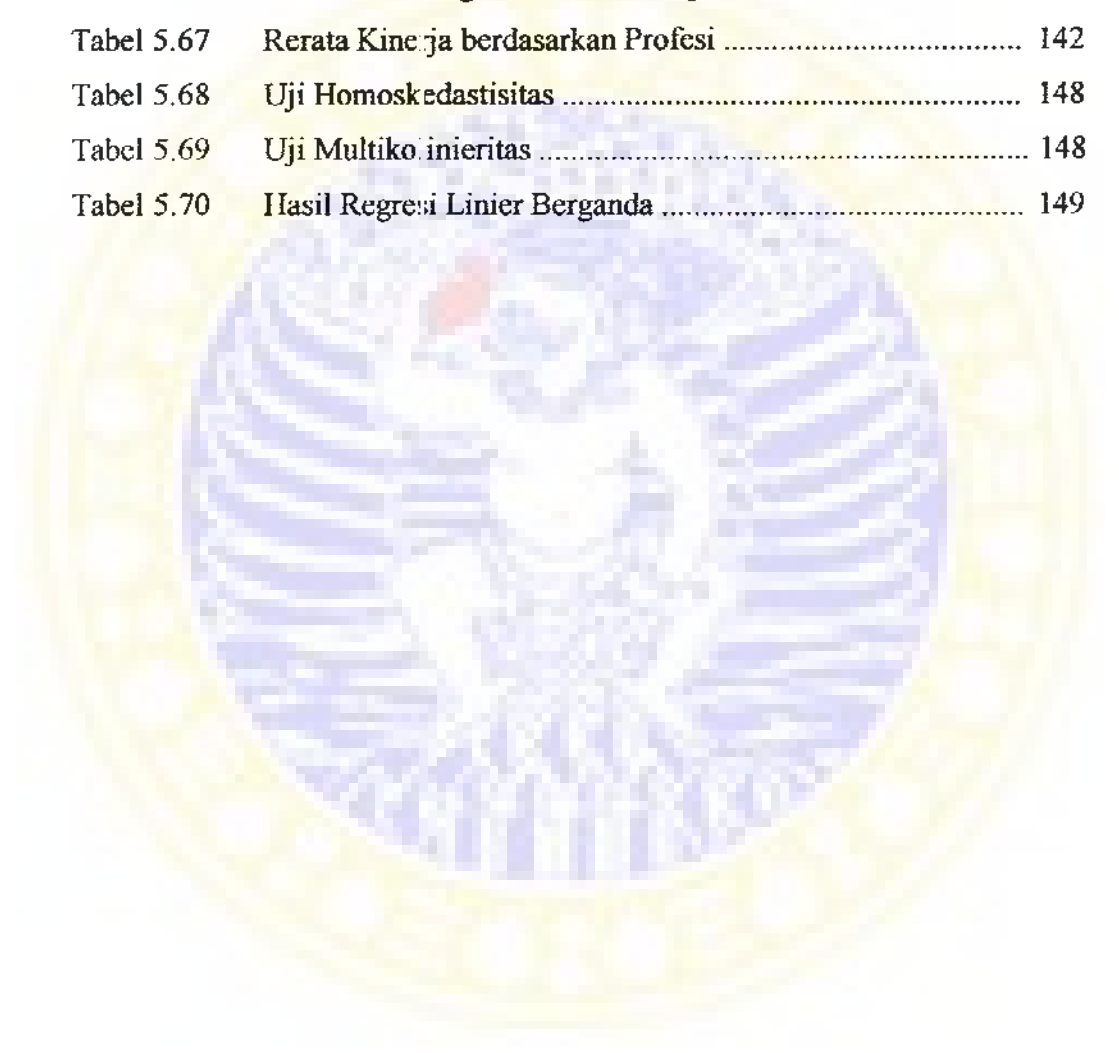 Tabel 5.67 Rerata Kinerja berdasarkan Profesi ................................... 142
Tabel 5.68 Uji Homoskedastisitas ...................................................... 148
Tabel 5.69 Uji Multikolinieritas .......................................................... 148
Tabel 5.70 Hasil Regresi Linier Berganda ........................................... 149